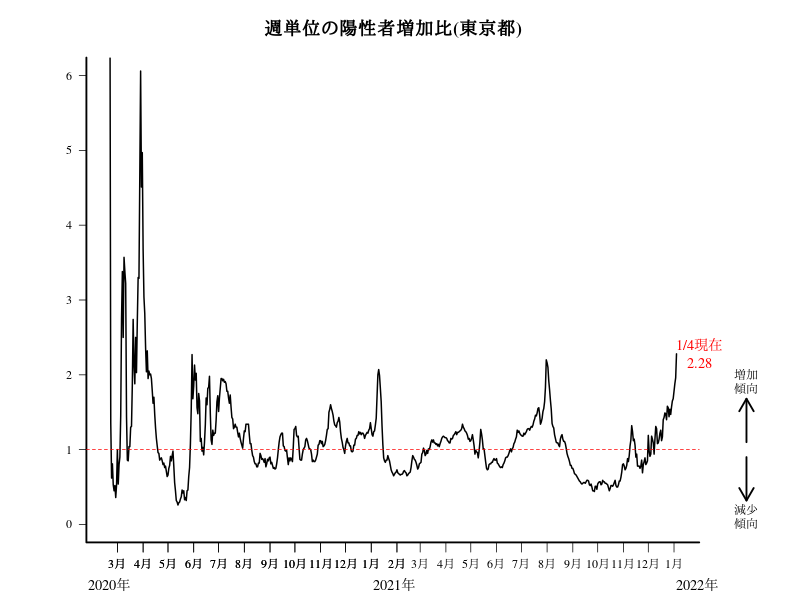 週単位の陽性者増加比(東京都)
6
5
4
3
2
1
0
1/4現在
2.28
増加
傾向
減少
傾向
3月 4月 5月 6月 7月 8月 9月 10月 11月 12月 1月 2月 3月 4月 5月 6月 7月 8月 9月 10月 11月 12月 1月
2020年 2021年 2022年